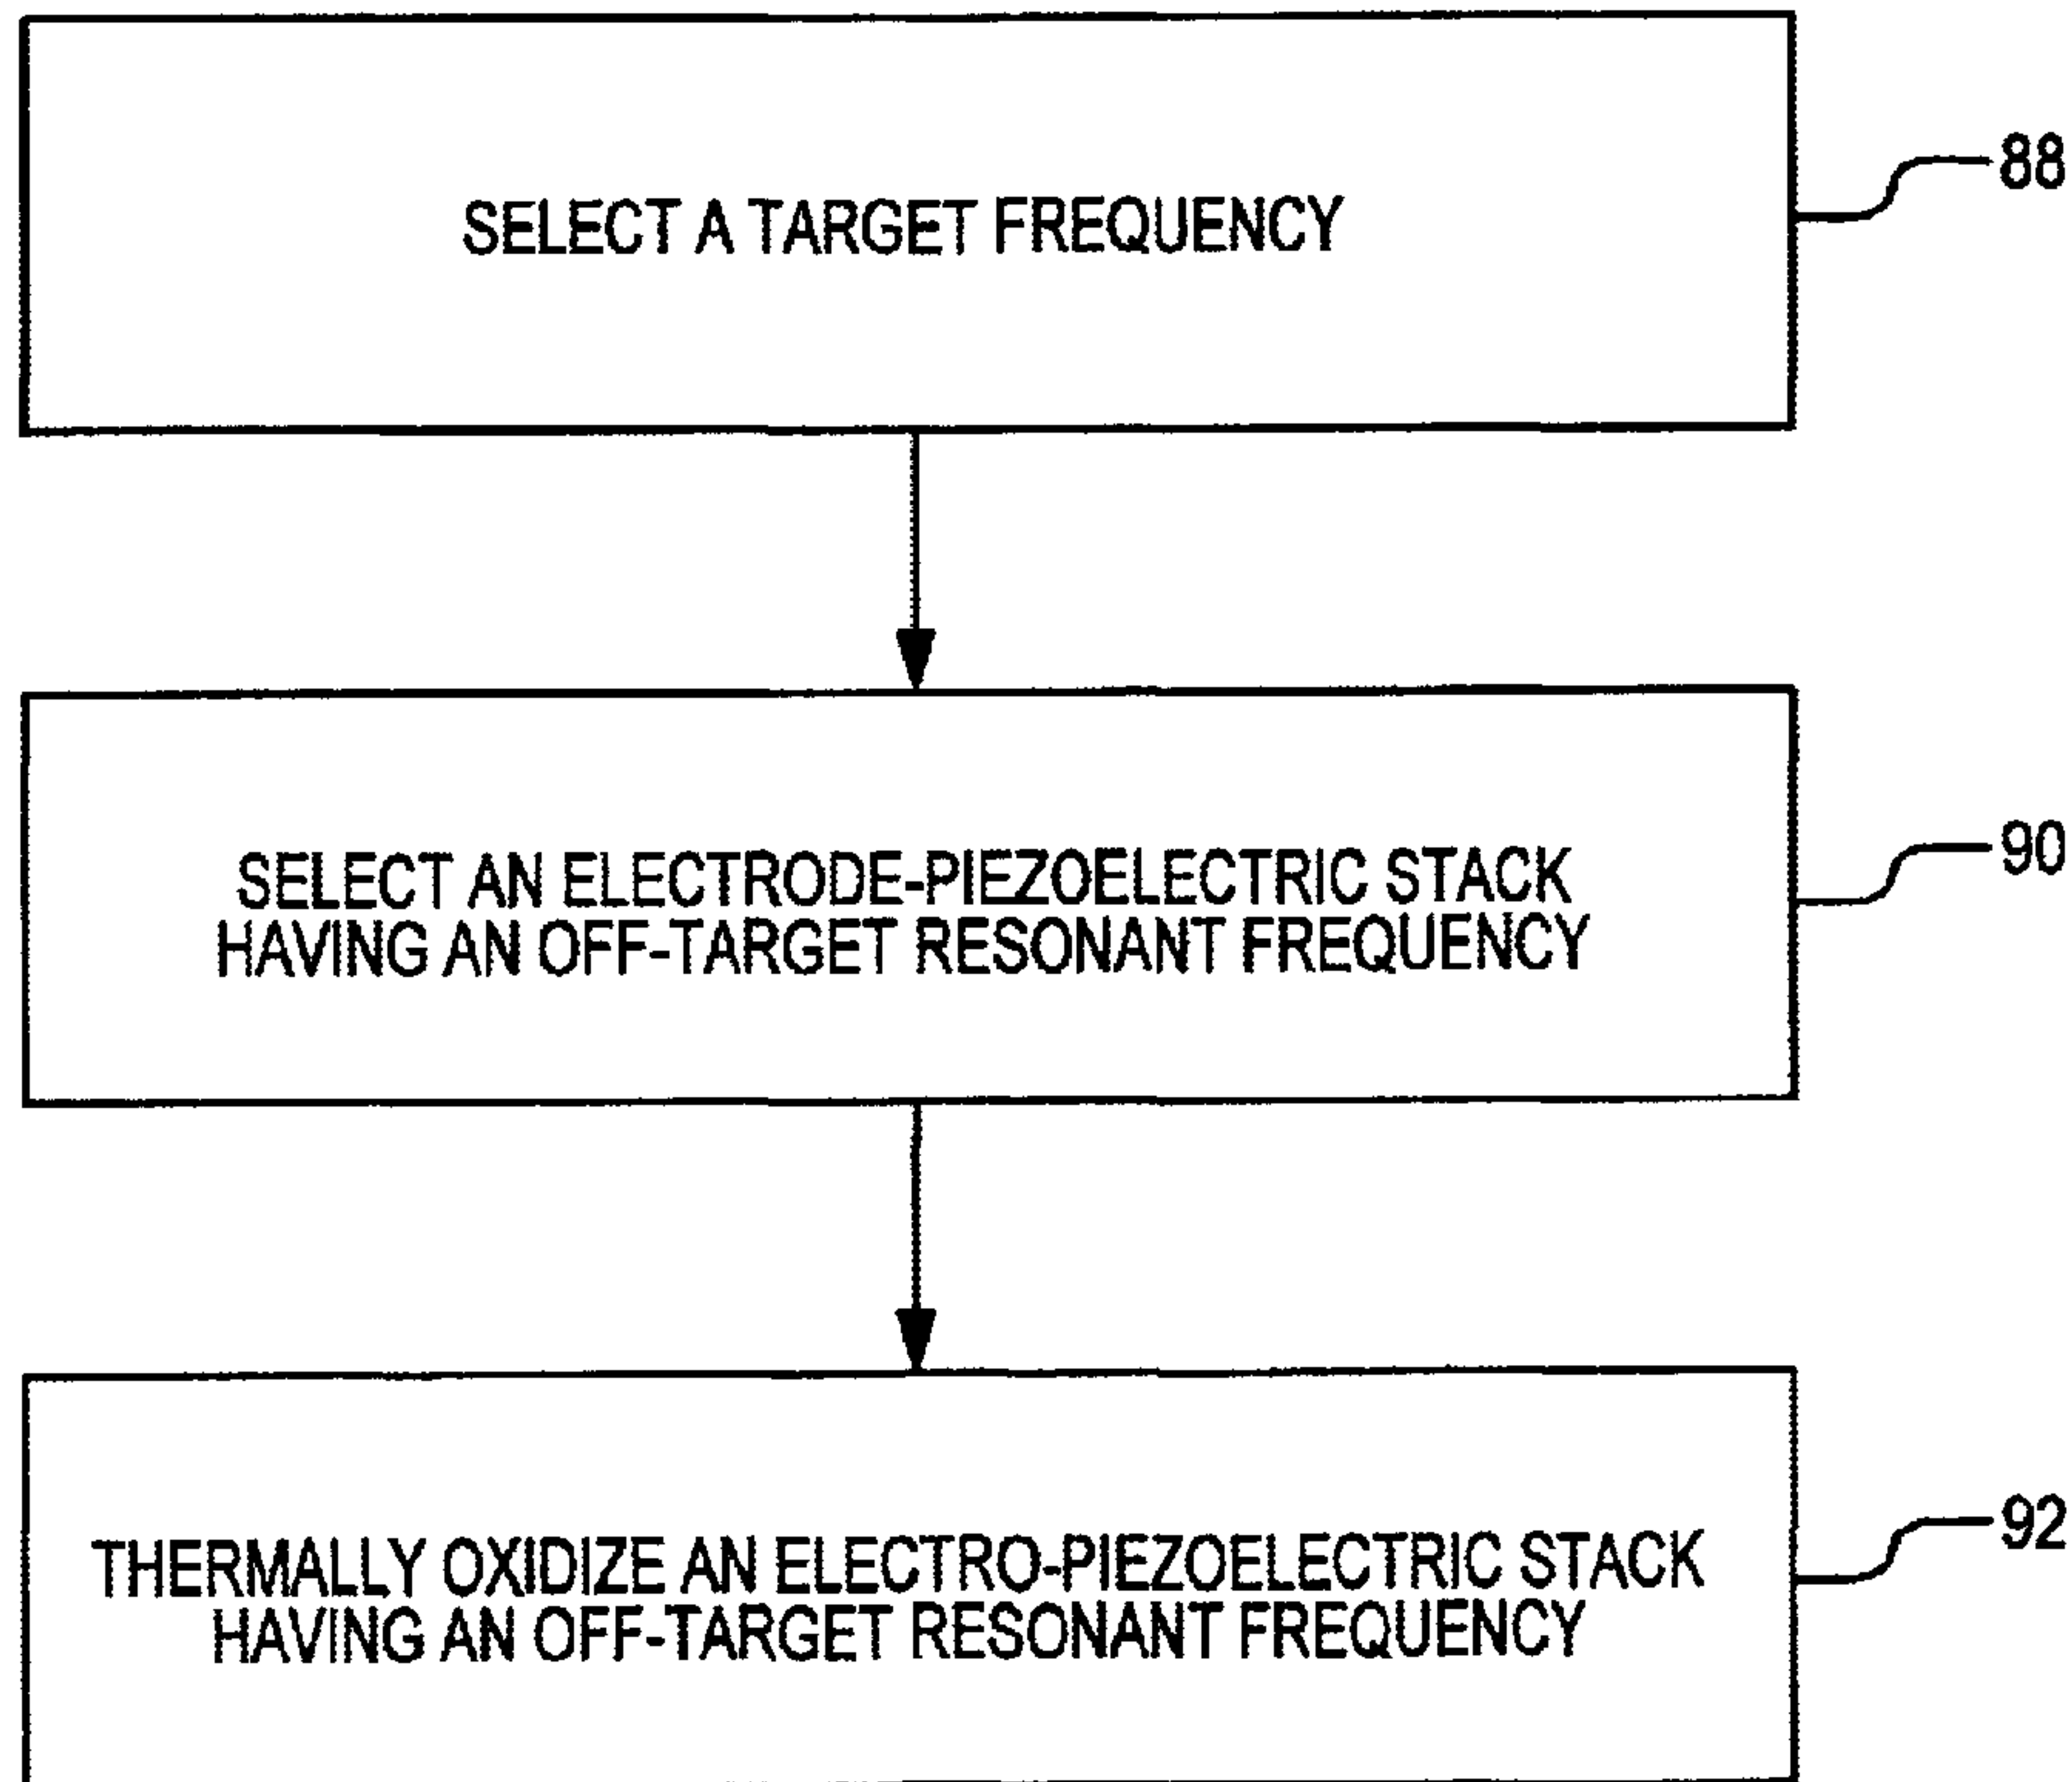 SELECT A TARGET FREQUENCY
88
SELECT AN ELECTRODE-PIEZOELECTRIC STACK
HAVING AN OFF-TARGET RESONANT FREQUENCY
90
THERMALLY OXIDIZE AN ELECTRO-PIEZOELECTRIC STACK
HAVING AN OFF-TARGET RESONANT FREQUENCY
92